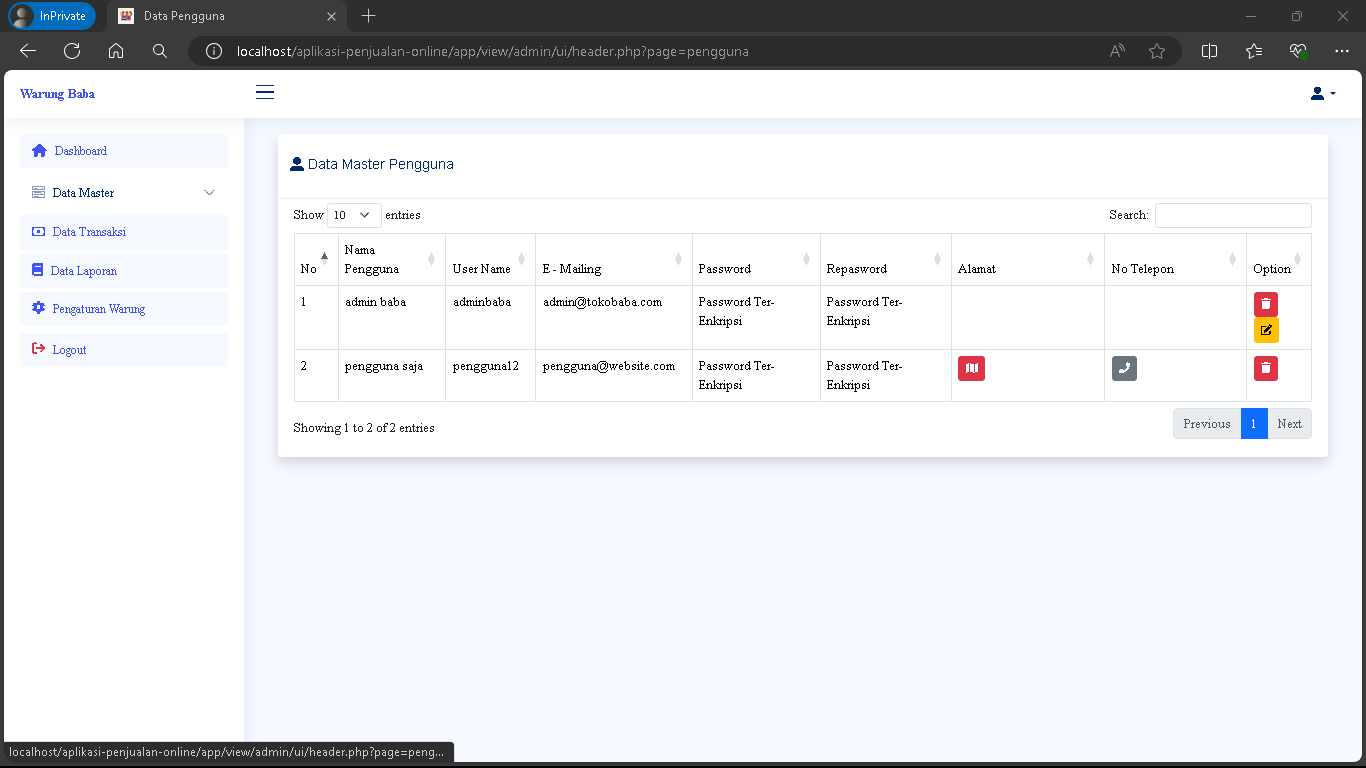 InPrivate
Data Pengguna
localhost/aplikasi-penjualan-online/app/view/admin/ui/header.php?page=pengguna
Warung Baba
Dashboard
Data Master
Data Transaksi
Data Laporan
Pengaturan Warung
Logout
Data Master Pengguna
Show 10 entries
Search:
No
Nama
Pengguna
User Name
E - Mailing
Password
Repasword
Alamat
No Telepon
Option
1
admin baba
adminbaba
admin@tokobaba.com
Password Ter-
Enkripsi
Password Ter-
Enkripsi
2
pengguna saja
pengguna12
pengguna@website.com
Password Ter-
Enkripsi
Password Ter-
Enkripsi
Showing 1 to 2 of 2 entries
Previous 1 Next
localhost/aplikasi-penjualan-online/app/view/admin/ui/header.php?page=peng...